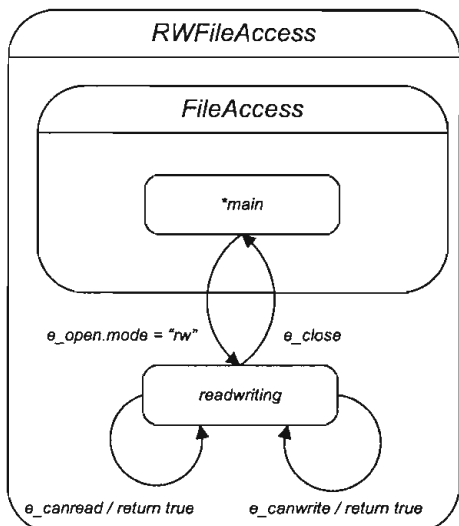 RWFileAccess
FileAccess
*main
e_open.mode = "rw"
e_close
readwriting
e_canread / return true
e_canwrite / return true